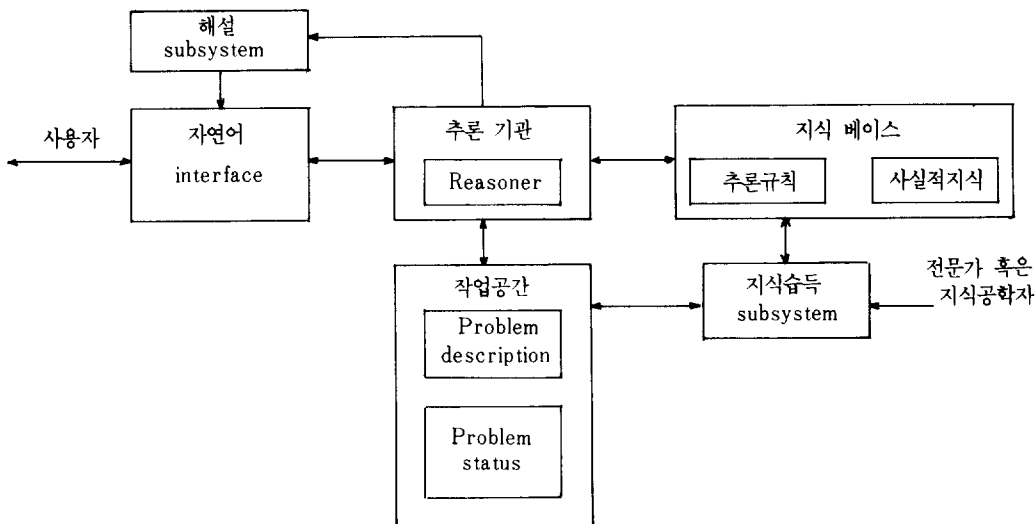 해설
subsystem
사용자
자연어
interface
추론 기관
Reasoner
지식 베이스
추론규칙
사실적지식
작업공간
Problem
description
Problem
status
지식습득
subsystem
전문가 혹은
지식공학자